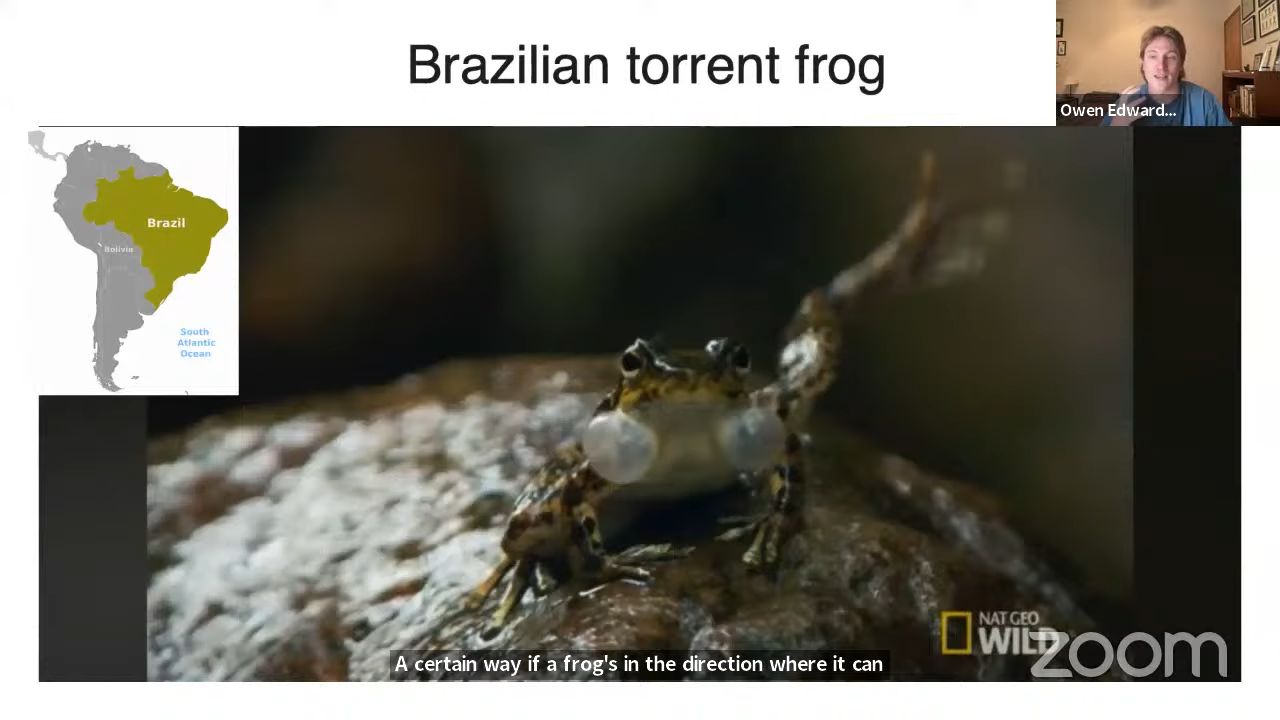 Brazilian torrent frog
Owen Edward...
Brazil
Bolivia
South
Atlantic
Ocean
NAT GEO
WILD
zoom
A certain way if a frog's in the direction where it can